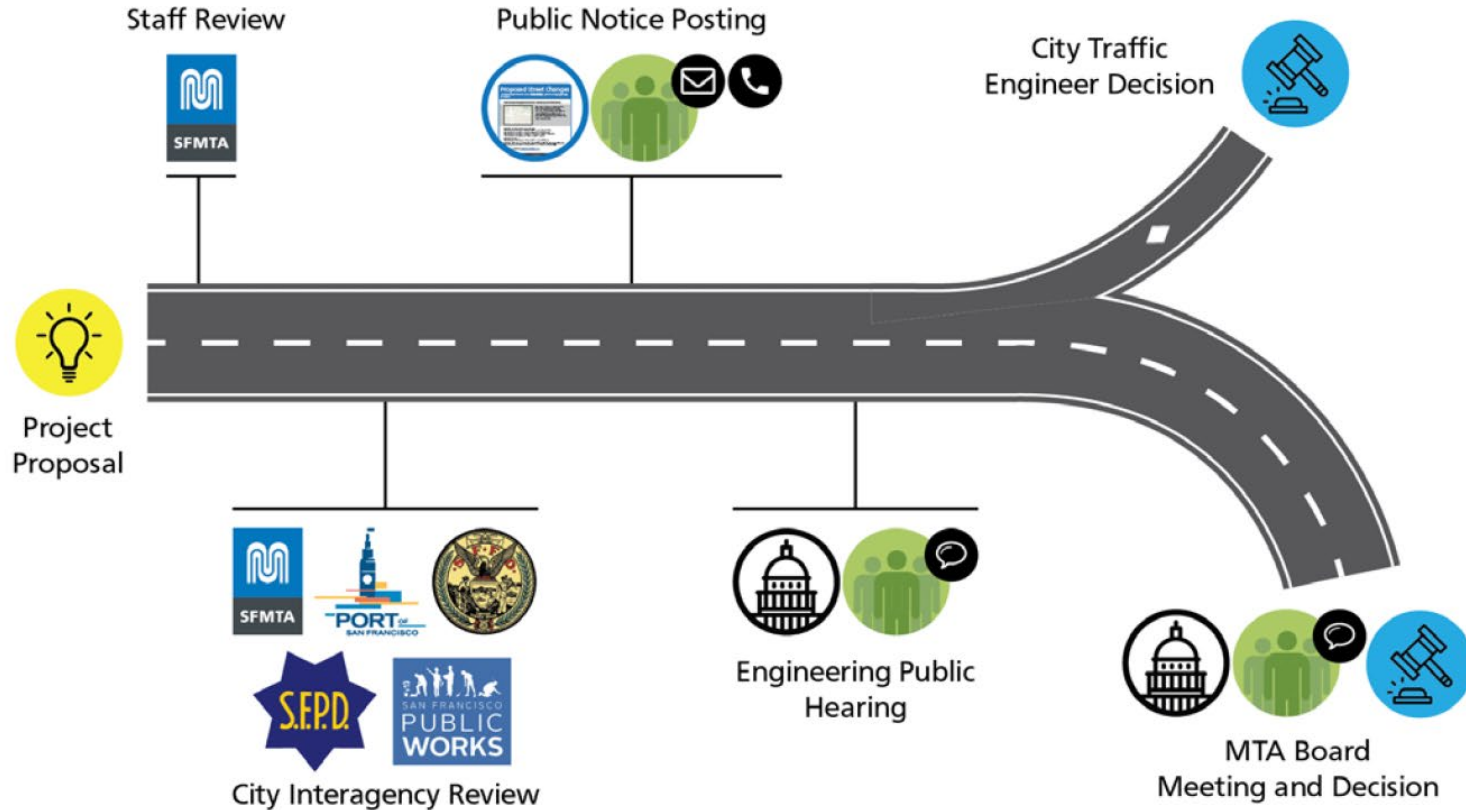 Staff Review
SFMTA
Public Notice Posting
Proposed Street Changes
City Traffic
Engineer Decision
Project
Proposal
SFMTA
PORT OF
SAN FRANCISCO
S.F.P.D.
SAN FRANCISCO
PUBLIC
WORKS
City Interagency Review
Engineering Public
Hearing
MTA Board
Meeting and Decision